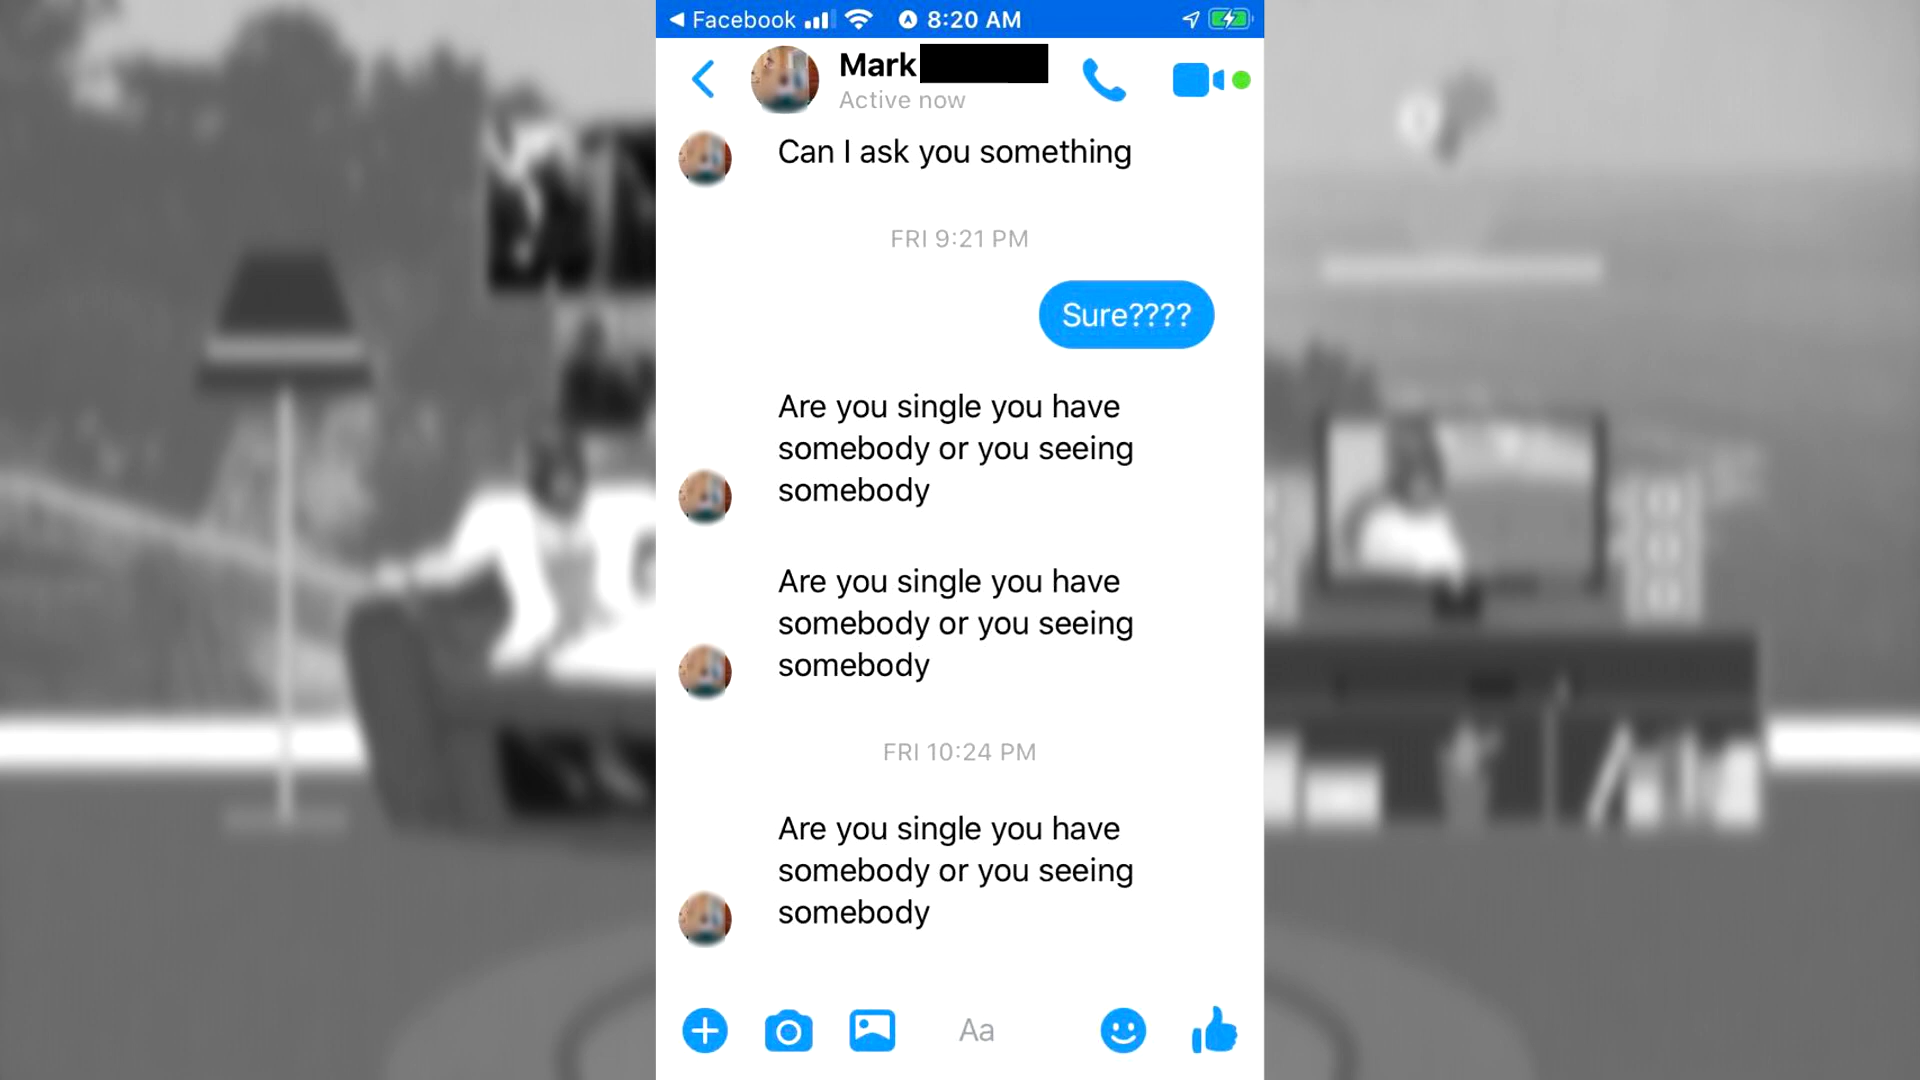 Facebook 8:20 AM
Mark
Active now
Can I ask you something
FRI 9:21 PM
Sure????
Are you single you have
somebody or you seeing
somebody
Are you single you have
somebody or you seeing
somebody
FRI 10:24 PM
Are you single you have
somebody or you seeing
somebody
Aa